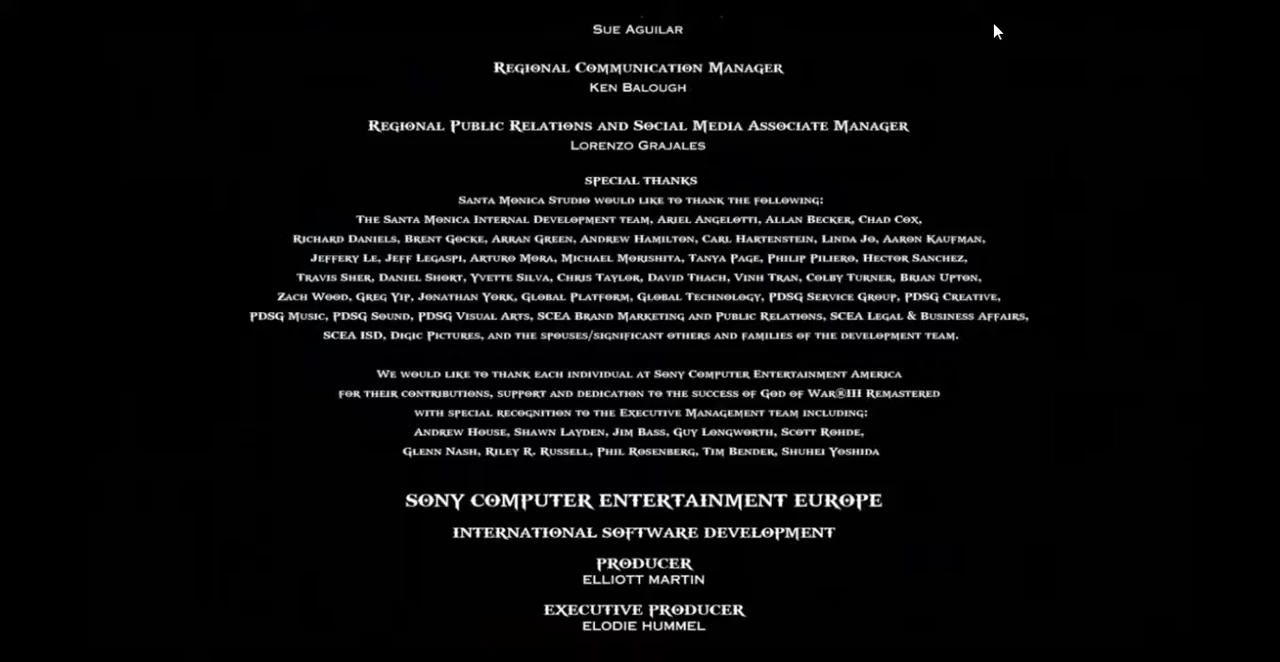 Sue Aguilar
Regional Communication Manager
Ken Balough
Regional Public Relations and Social Media Associate Manager
Lorenzo Grajales
SPECIAL THANKS
Santa Monica Studio would like to thank the following:
The Santa Monica Internal Development team, Ariel Angelotti, Allan Becker, Chad Cox,
Richard Daniels, Brent Gocke, Arran Green, Andrew Hamilton, Carl Hartenstein, Linda Jo, Aaron Kaufman,
Jeffery Le, Jeff Legaspi, Arturo Mora, Michael Morishita, Tanya Page, Philip Piliero, Hector Sanchez,
Travis Sher, Daniel Short, Yvette Silva, Chris Taylor, David Thach, Vinh Tran, Colby Turner, Brian Upton,
Zach Wood, Greg Yip, Jonathan York, Global Platform, Global Technology, PDSG Service Group, PDSG Creative,
PDSG Music, PDSG Sound, PDSG Visual Arts, SCEA Brand Marketing and Public Relations, SCEA Legal & Business Affairs,
SCEA ISD, Digic Pictures, and the spouses/significant others and families of the development team.
We would like to thank each individual at Sony Computer Entertainment America
for their contributions, support and dedication to the success of God of War®III Remastered
with special recognition to the Executive Management team including:
Andrew House, Shawn Layden, Jim Bass, Guy Longworth, Scott Rohde,
Glenn Nash, Riley R. Russell, Phil Rosenberg, Tim Bender, Shuhei Yoshida
SONY COMPUTER ENTERTAINMENT EUROPE
INTERNATIONAL SOFTWARE DEVELOPMENT
PRODUCER
ELLIOTT MARTIN
EXECUTIVE PRODUCER
ELODIE HUMMEL